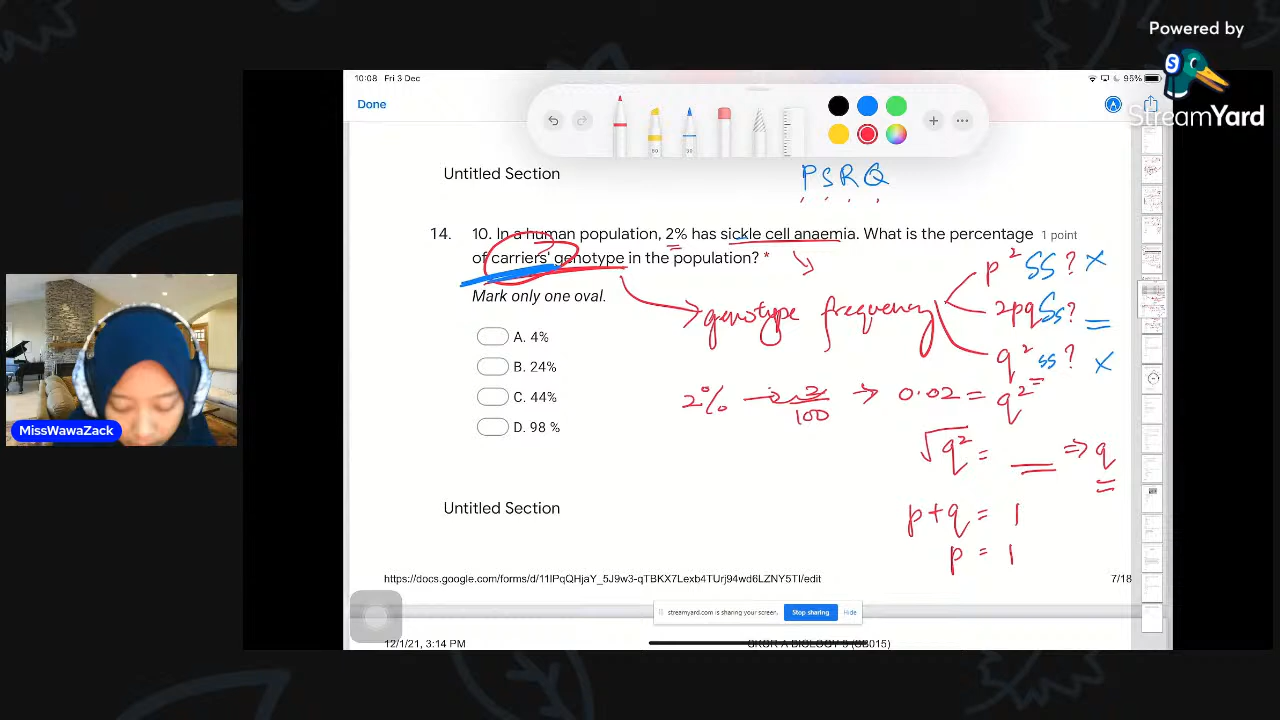 Powered by
StreamYard
10:08 Fri 3 Dec
95%
Done
Untitled Section
P S R Q
14. 10. In a human population, 2% has sickle cell anaemia. What is the percentage 1 point
of carriers' genotype in the population? *
p² SS? X
Mark only one oval.
genotype frequency
2pq Ss? =
A. 4%
q² ss? X
B. 24%
C. 44%
2% 2 / 100 → 0.02 = q²
D. 98 %
√q² = __ ⇒ q
MissWawaZack
Untitled Section
p + q = 1
p = 1
https://docs.google.com/forms/d/11lPqQHjaY_5J9w3-qTBKX7Lexb4TUrj94wd6LZNY5TI/edit
7/18
streamyard.com is sharing your screen.
Stop sharing
Hide
12/1/21, 3:14 PM